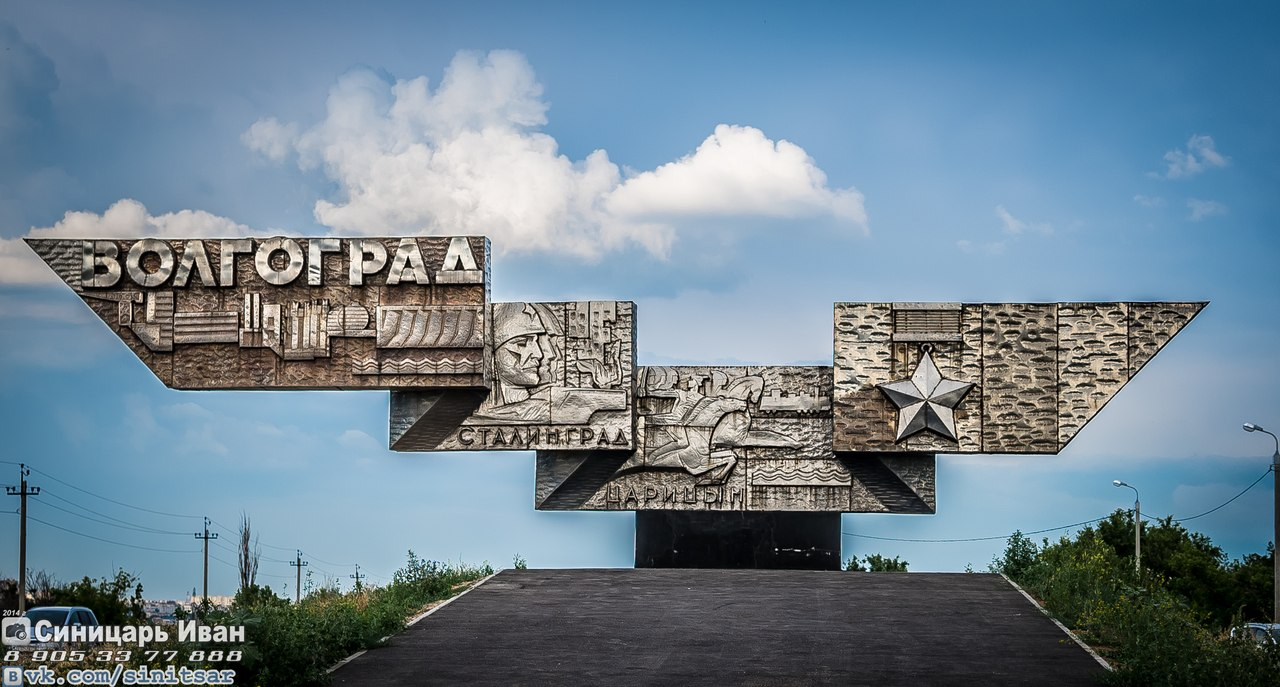 ВОЛГОГРАД
СТАЛИНГРАД
ЦАРИЦЫН
2014 г
Синицарь Иван
8 905 33 77 888
В vk.com/sinitsar